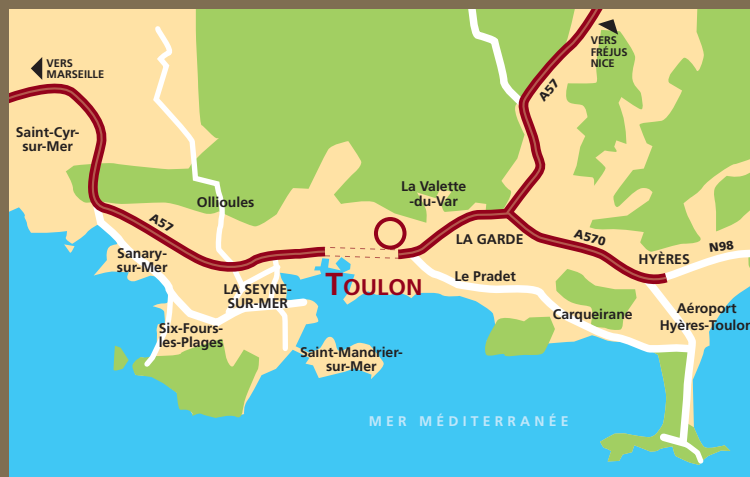 VERS
MARSEILLE
VERS
FRÉJUS
NICE
A57
Saint-Cyr-
sur-Mer
La Valette
-du-Var
Ollioules
A57
LA GARDE
A570
N98
HYÈRES
Sanary-
sur-Mer
TOULON
Le Pradet
LA SEYNE-
SUR-MER
Aéroport
Hyères-Toulon
Carqueirane
Six-Fours-
les-Plages
Saint-Mandrier-
sur-Mer
MER MÉDITERRANÉE